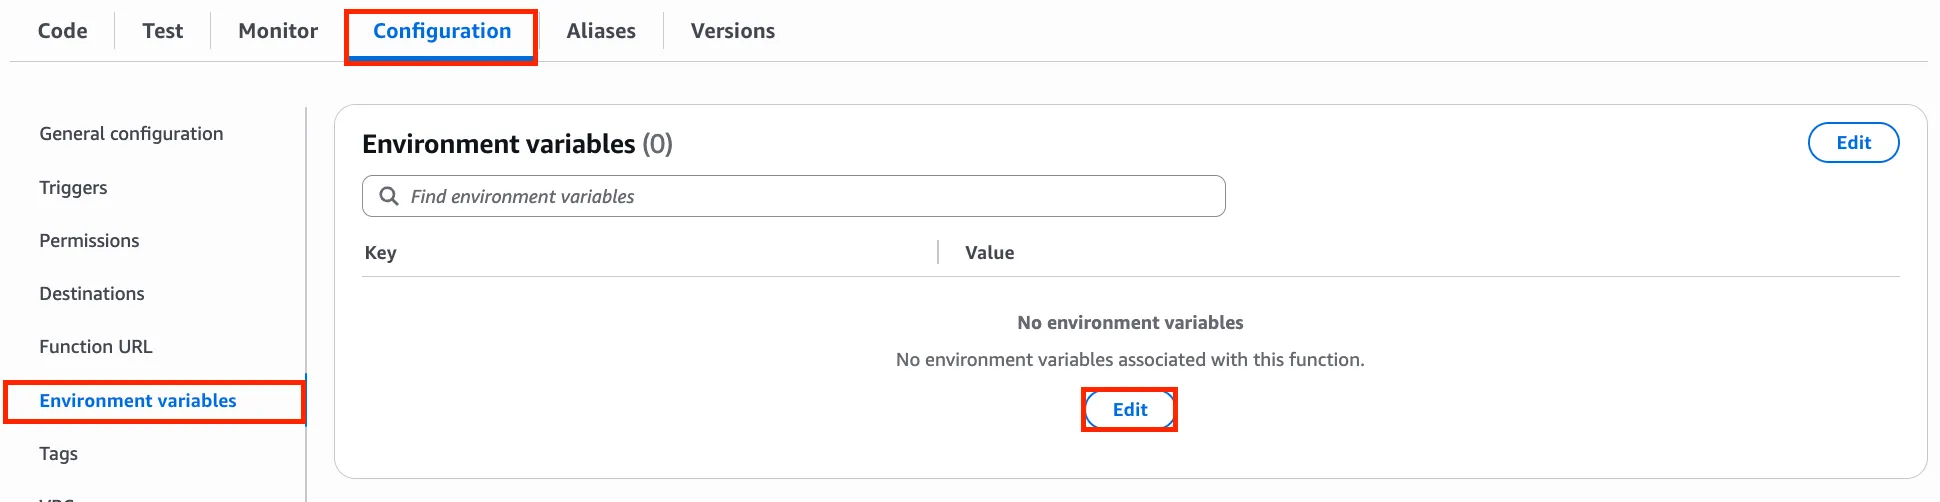 Code Test Monitor Configuration Aliases Versions
General configuration
Triggers
Permissions
Destinations
Function URL
Environment variables
Tags
Environment variables (0)
Edit
Find environment variables
Key Value
No environment variables
No environment variables associated with this function.
Edit